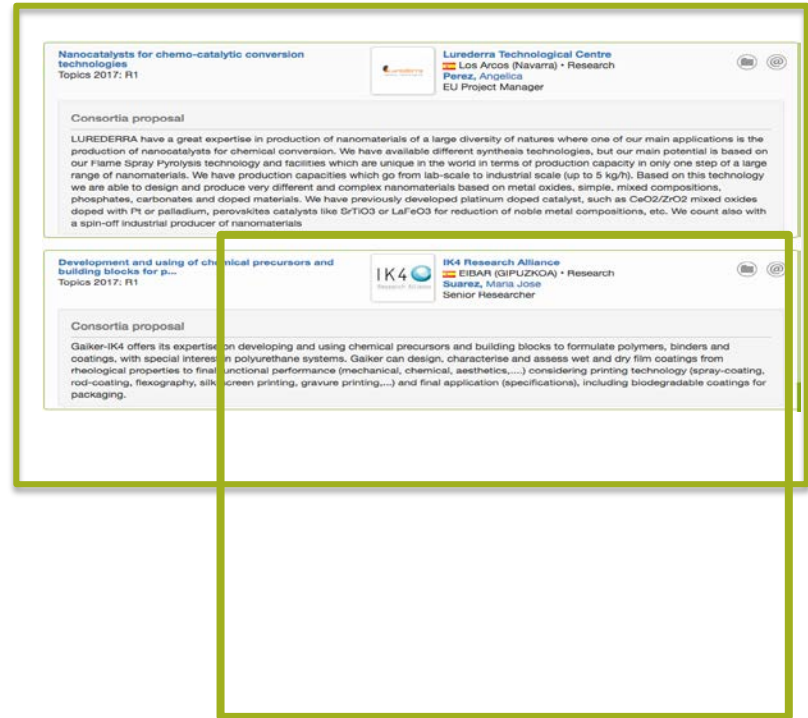 Nanocatalysts for chemo-catalytic conversion
technologies
Topics 2017: R1
Lurederra
Lurederra Technological Centre
Los Arcos (Navarra) • Research
Perez, Angelica
EU Project Manager
Consortia proposal
LUREDERRA have a great expertise in production of nanomaterials of a large diversity of natures where one of our main applications is the
production of nanocatalysts for chemical conversion. We have available different synthesis technologies, but our main potential is based on
our Flame Spray Pyrolysis technology and facilities which are unique in the world in terms of production capacity in only one step of a large
range of nanomaterials. We have production capacities which go from lab-scale to industrial scale (up to 5 kg/h). Based on this technology
we are able to design and produce very different and complex nanomaterials based on metal oxides, simple, mixed compositions,
phosphates, carbonates and doped materials. We have previously developed platinum doped catalyst, such as CeO2/ZrO2 mixed oxides
doped with Pt or palladium, perovskites catalysts like SrTiO3 or LaFeO3 for reduction of noble metal compositions, etc. We count also with
a spin-off industrial producer of nanomaterials
Development and using of chemical precursors and
building blocks for p...
Topics 2017: R1
IK4
Research Alliance
IK4 Research Alliance
EIBAR (GIPUZKOA) • Research
Suarez, Maria Jose
Senior Researcher
Consortia proposal
Gaiker-IK4 offers its expertise on developing and using chemical precursors and building blocks to formulate polymers, binders and
coatings, with special interest in polyurethane systems. Gaiker can design, characterise and assess wet and dry film coatings from
rheological properties to final functional performance (mechanical, chemical, aesthetics,....) considering printing technology (spray-coating,
rod-coating, flexography, silk screen printing, gravure printing,...) and final application (specifications), including biodegradable coatings for
packaging.